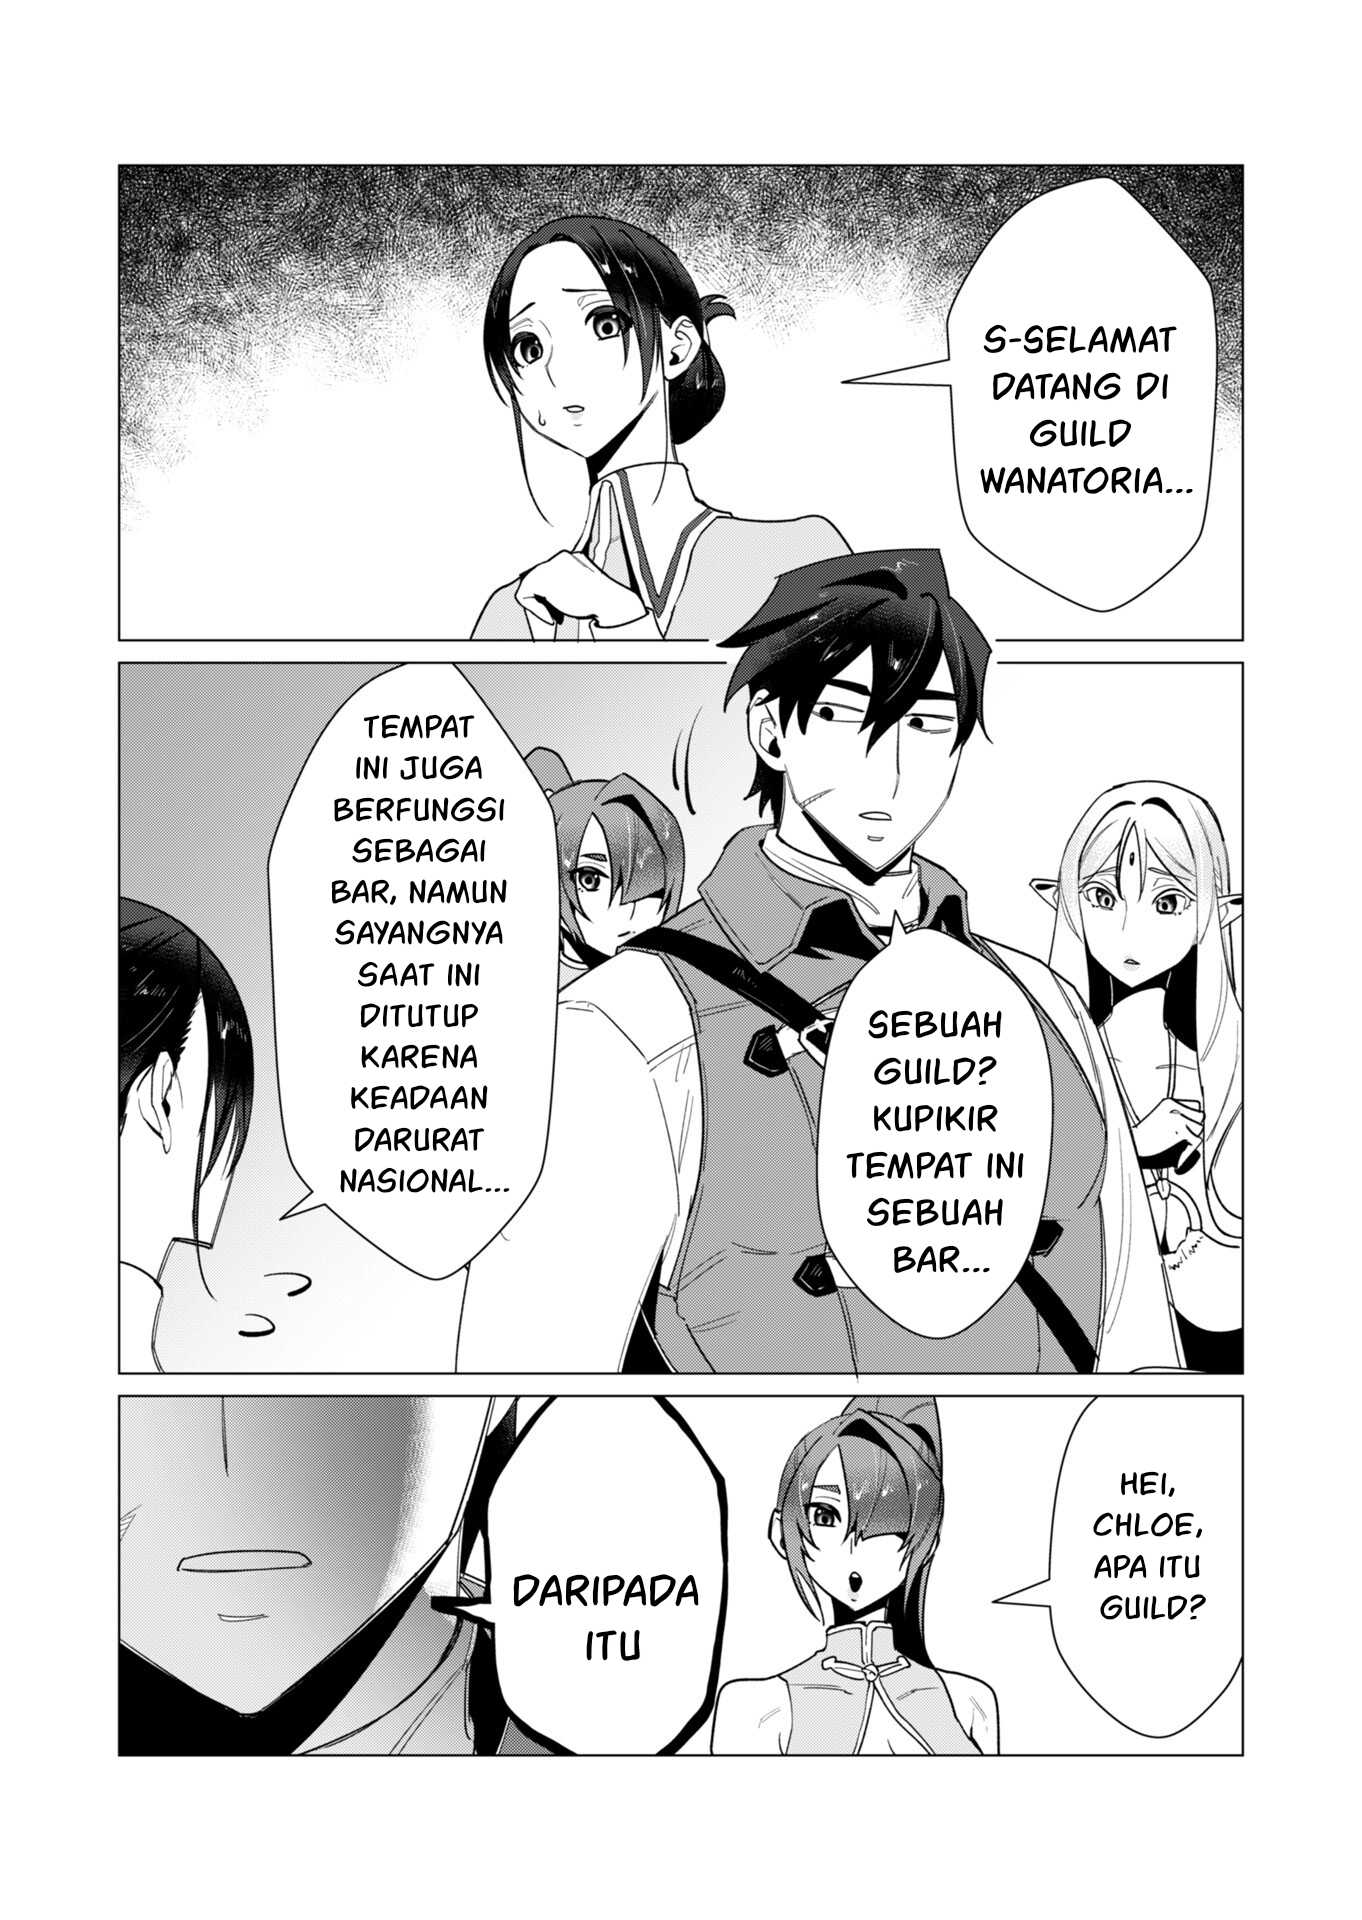 S-SELAMAT
DATANG DI
GUILD
WANATORIA...
SEBUAH
GUILD?
KUPIKIR
TEMPAT INI
SEBUAH
BAR...
TEMPAT
INI JUGA
BERFUNGSI
SEBAGAI
BAR, NAMUN
SAYANGNYA
SAAT INI
DITUTUP
KARENA
KEADAAN
DARURAT
NASIONAL...
HEI,
CHLOE,
APA ITU
GUILD?
DARIPADA
ITU